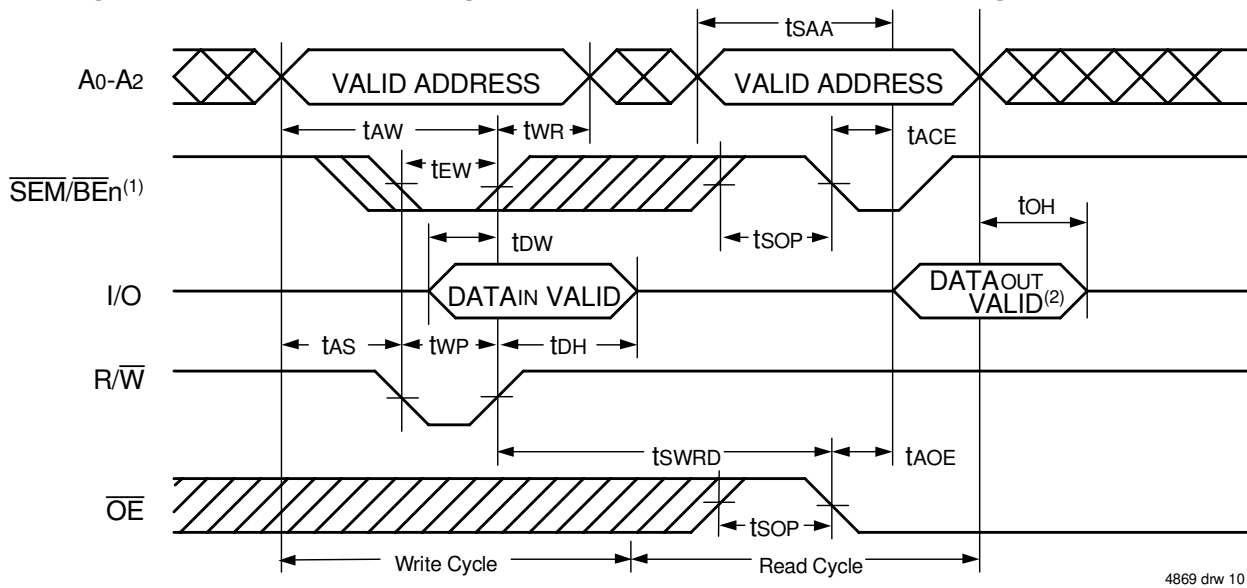 tSAA
A0-A2
VALID ADDRESS
VALID ADDRESS
tAW
tWR
tACE
tEW
SEM/BEn(1)
tSOP
tOH
tDW
I/O
DATAIN VALID
DATAOUT
VALID(2)
tAS
tWP
tDH
R/W
tSWRD
tAOE
OE
tSOP
Write Cycle
Read Cycle
4869 drw 10